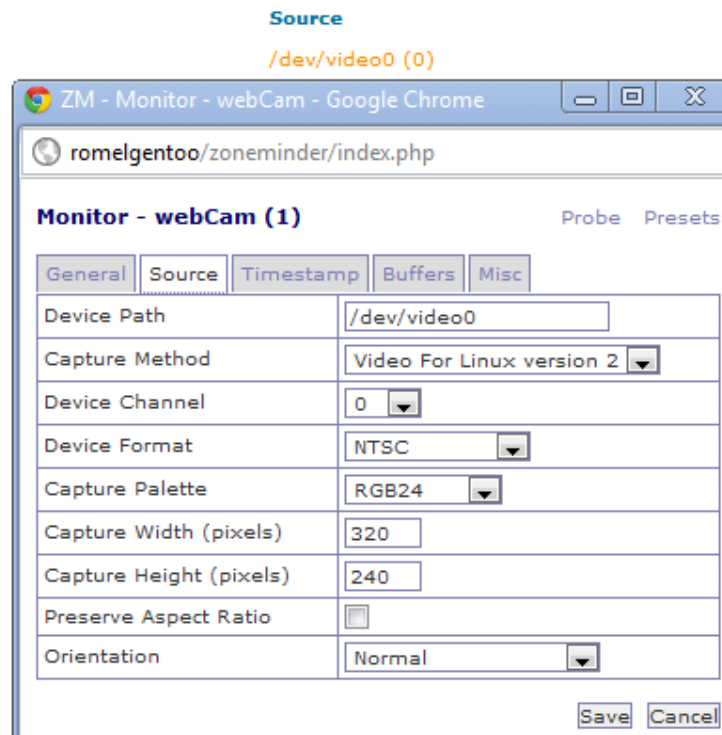 Source
/dev/video0 (0)
ZM - Monitor - webCam - Google Chrome
romelgentoo/zoneminder/index.php
Monitor - webCam (1) Probe Presets
General Source Timestamp Buffers Misc
Device Path /dev/video0
Capture Method Video For Linux version 2
Device Channel 0
Device Format NTSC
Capture Palette RGB24
Capture Width (pixels) 320
Capture Height (pixels) 240
Preserve Aspect Ratio
Orientation Normal
Save Cancel